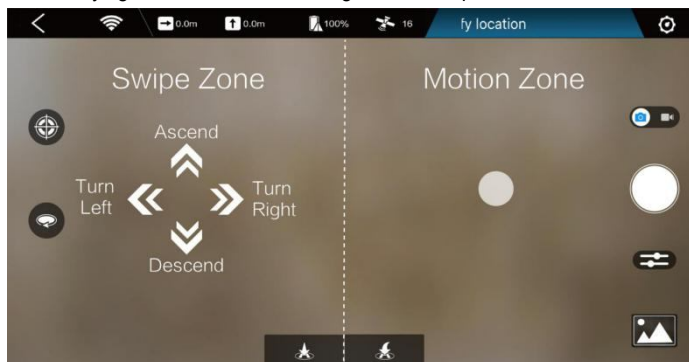 0.0m 0.0m 100% 16 fy location
Swipe Zone Motion Zone
Ascend
Turn Left
Turn Right
Descend